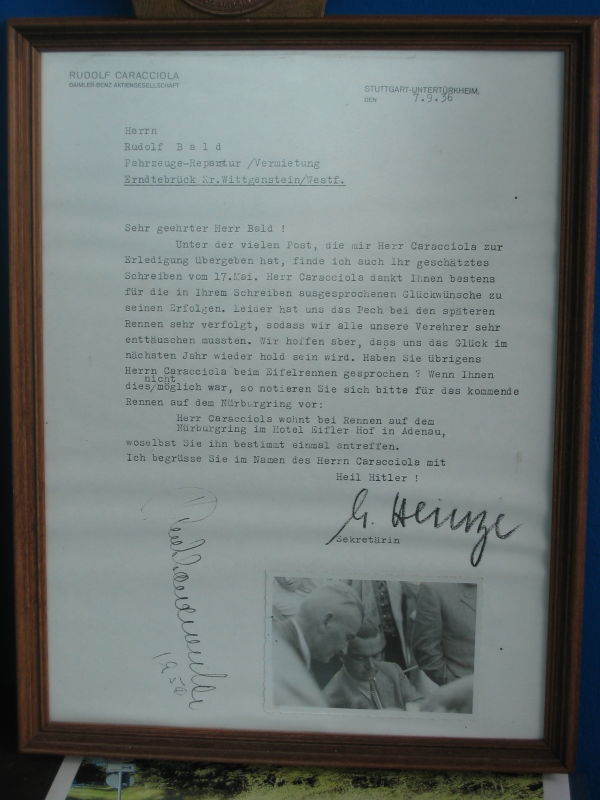 RUDOLF CARACCIOLA
DAIMLER-BENZ AKTIENGESELLSCHAFT
STUTTGART-UNTERTÜRKHEIM,
DEN 7.9.36
Herrn
Rudolf B a l d
Fahrzeuge-Reparatur /Vermietung
Erndtebrück Kr.Wittgenstein/Westf.
Sehr geehrter Herr Bald !
Unter der vielen Post, die mir Herr Caracciola zur
Erledigung übergeben hat, finde ich auch Ihr geschätztes
Schreiben vom 17.Mai. Herr Caracciola dankt Ihnen bestens
für die in Ihrem Schreiben ausgesprochenen Glückwünsche zu
seinen Erfolgen. Leider hat uns das Pech bei den späteren
Rennen sehr verfolgt, sodass wir alle unsere Verehrer sehr
enttäuschen mussten. Wir hoffen aber, dass uns das Glück im
nächsten Jahr wieder hold sein wird. Haben Sie übrigens
Herrn Caracciola beim Eifelrennen gesprochen ? Wenn Ihnen
nicht
dies/möglich war, so notieren Sie sich bitte für das kommende
Rennen auf dem Nürburgring vor:
Herr Caracciola wohnt bei Rennen auf dem
Nürburgring im Hotel Eifler Hof in Adenau,
woselbst Sie ihn bestimmt einmal antreffen.
Ich begrüsse Sie im Namen des Herrn Caracciola mit
Heil Hitler !
G. Heinze
Sekretärin